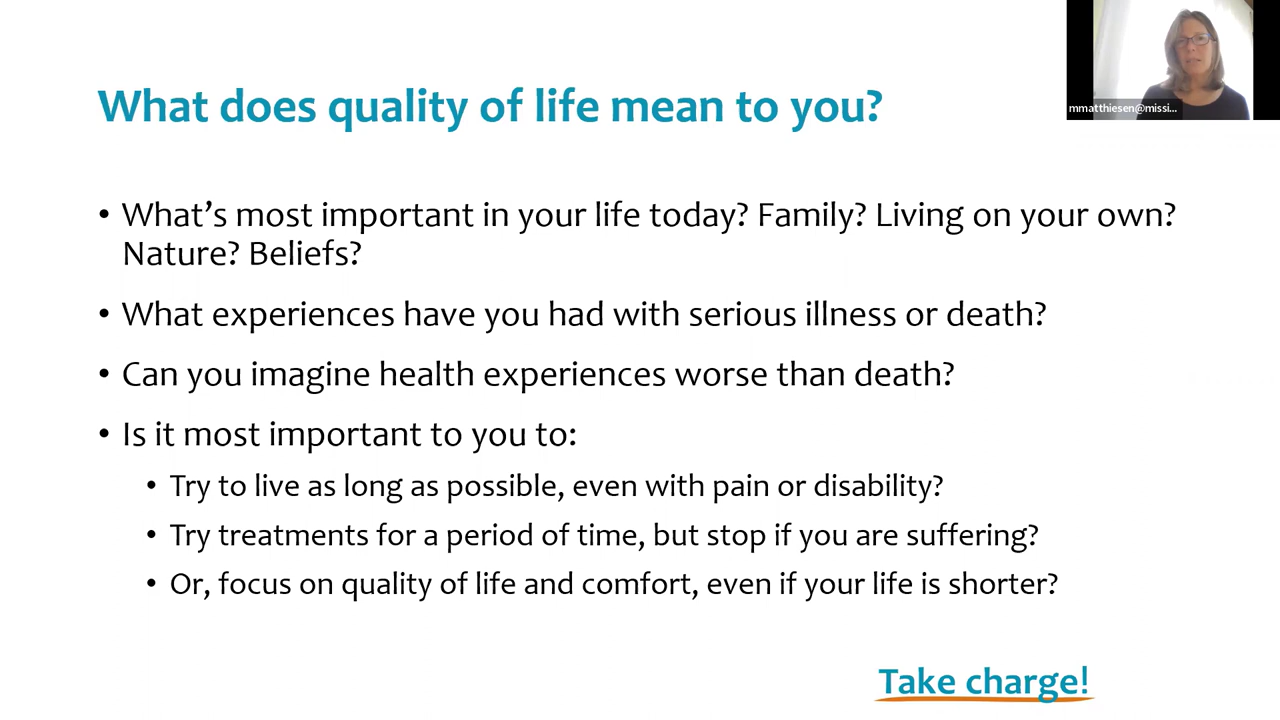 mmatthiesen@missi...
What does quality of life mean to you?
• What’s most important in your life today? Family? Living on your own?
Nature? Beliefs?
• What experiences have you had with serious illness or death?
• Can you imagine health experiences worse than death?
• Is it most important to you to:
• Try to live as long as possible, even with pain or disability?
• Try treatments for a period of time, but stop if you are suffering?
• Or, focus on quality of life and comfort, even if your life is shorter?
Take charge!